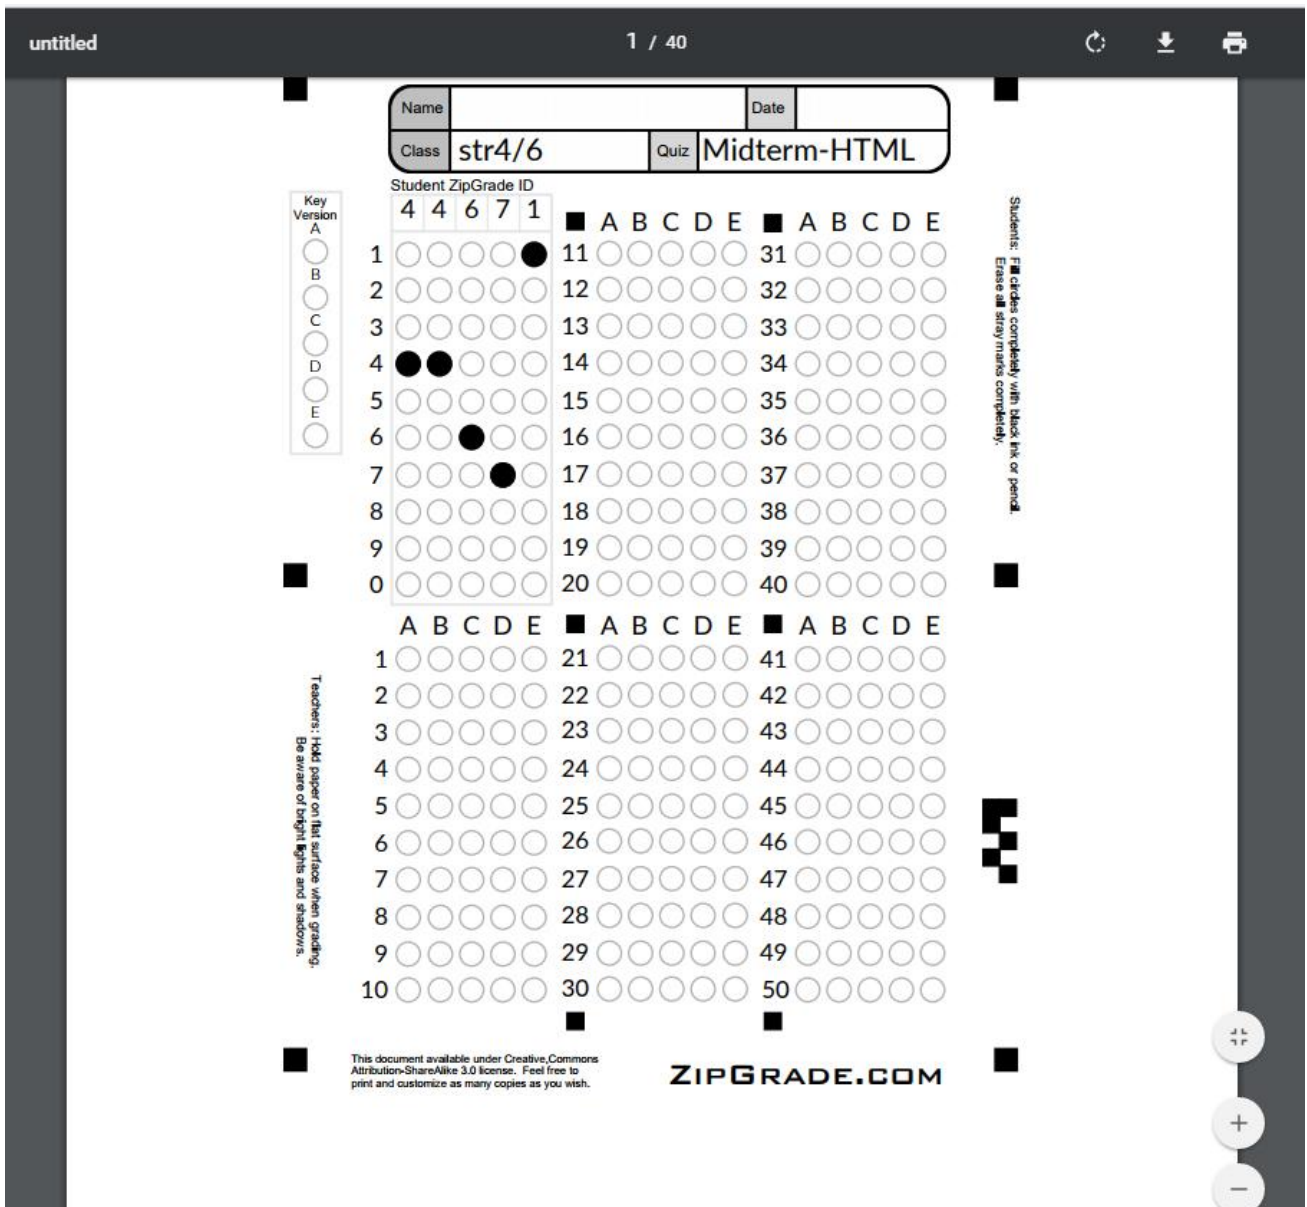 untitled 1 / 40
Name Date
Class str4/6 Quiz Midterm-HTML
Student ZipGrade ID
4 4 6 7 1
Key
Version
A
B
C
D
E
1
2
3
4
5
6
7
8
9
0
A B C D E
11
12
13
14
15
16
17
18
19
20
A B C D E
31
32
33
34
35
36
37
38
39
40
Students: Fill circles completely with black ink or pencil.
Erase all stray marks completely.
A B C D E
1
2
3
4
5
6
7
8
9
10
A B C D E
21
22
23
24
25
26
27
28
29
30
A B C D E
41
42
43
44
45
46
47
48
49
50
Teachers: Hold paper on flat surface when grading.
Be aware of bright lights and shadows.
This document available under Creative,Commons
Attribution-ShareAlike 3.0 license. Feel free to
print and customize as many copies as you wish.
ZIPGRADE.COM